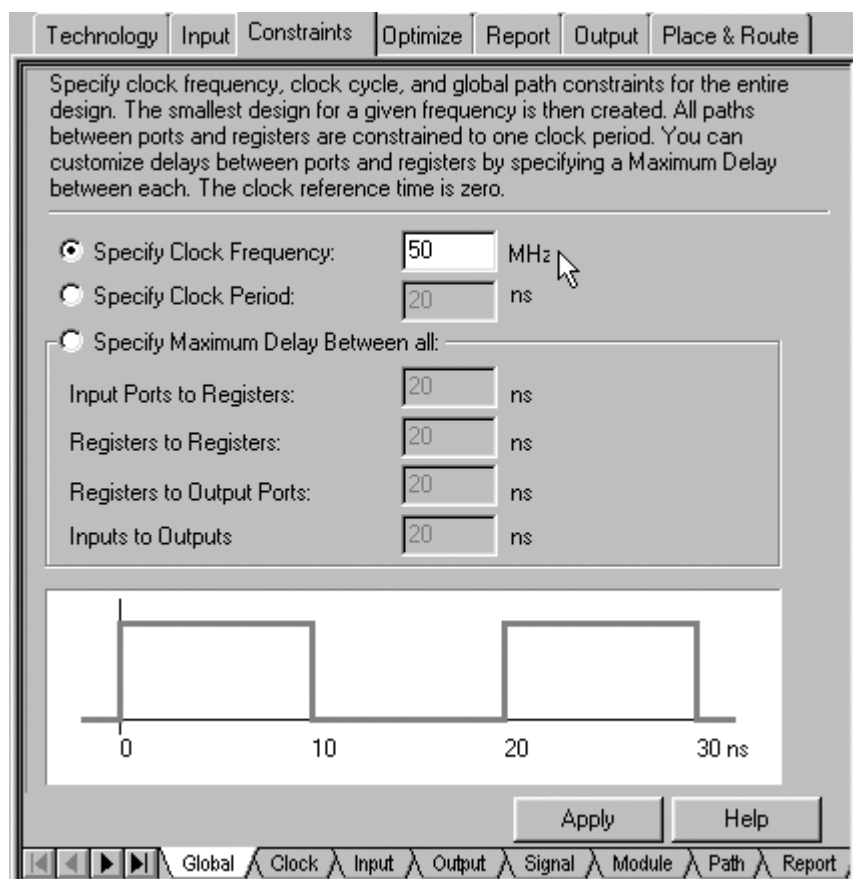 Technology Input Constraints Optimize Report Output Place & Route
Specify clock frequency, clock cycle, and global path constraints for the entire
design. The smallest design for a given frequency is then created. All paths
between ports and registers are constrained to one clock period. You can
customize delays between ports and registers by specifying a Maximum Delay
between each. The clock reference time is zero.
Specify Clock Frequency: 50 MHz
Specify Clock Period: 20 ns
Specify Maximum Delay Between all:
Input Ports to Registers: 20 ns
Registers to Registers: 20 ns
Registers to Output Ports: 20 ns
Inputs to Outputs 20 ns
0 10 20 30 ns
Apply Help
Global Clock Input Output Signal Module Path Report